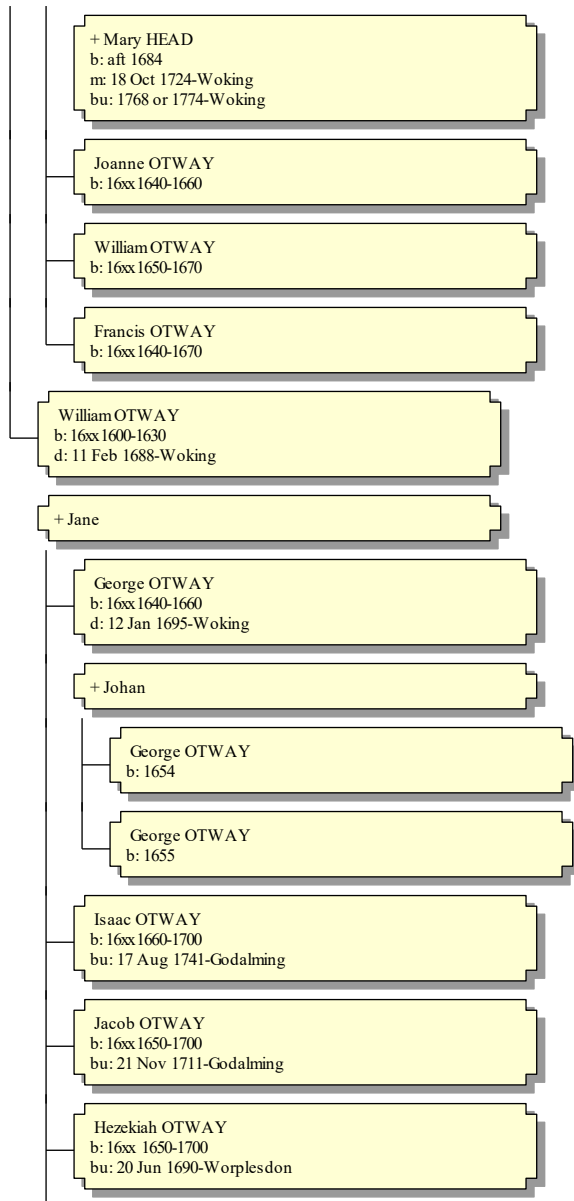 + Mary HEAD
b: aft 1684
m: 18 Oct 1724-Woking
bu: 1768 or 1774-Woking
Joanne OTWAY
b: 16xx 1640-1660
William OTWAY
b: 16xx 1650-1670
Francis OTWAY
b: 16xx 1640-1670
William OTWAY
b: 16xx 1600-1630
d: 11 Feb 1688-Woking
+ Jane
George OTWAY
b: 16xx 1640-1660
d: 12 Jan 1695-Woking
+ Johan
George OTWAY
b: 1654
George OTWAY
b: 1655
Isaac OTWAY
b: 16xx 1660-1700
bu: 17 Aug 1741-Godalming
Jacob OTWAY
b: 16xx 1650-1700
bu: 21 Nov 1711-Godalming
Hezekiah OTWAY
b: 16xx 1650-1700
bu: 20 Jun 1690-Worplesdon